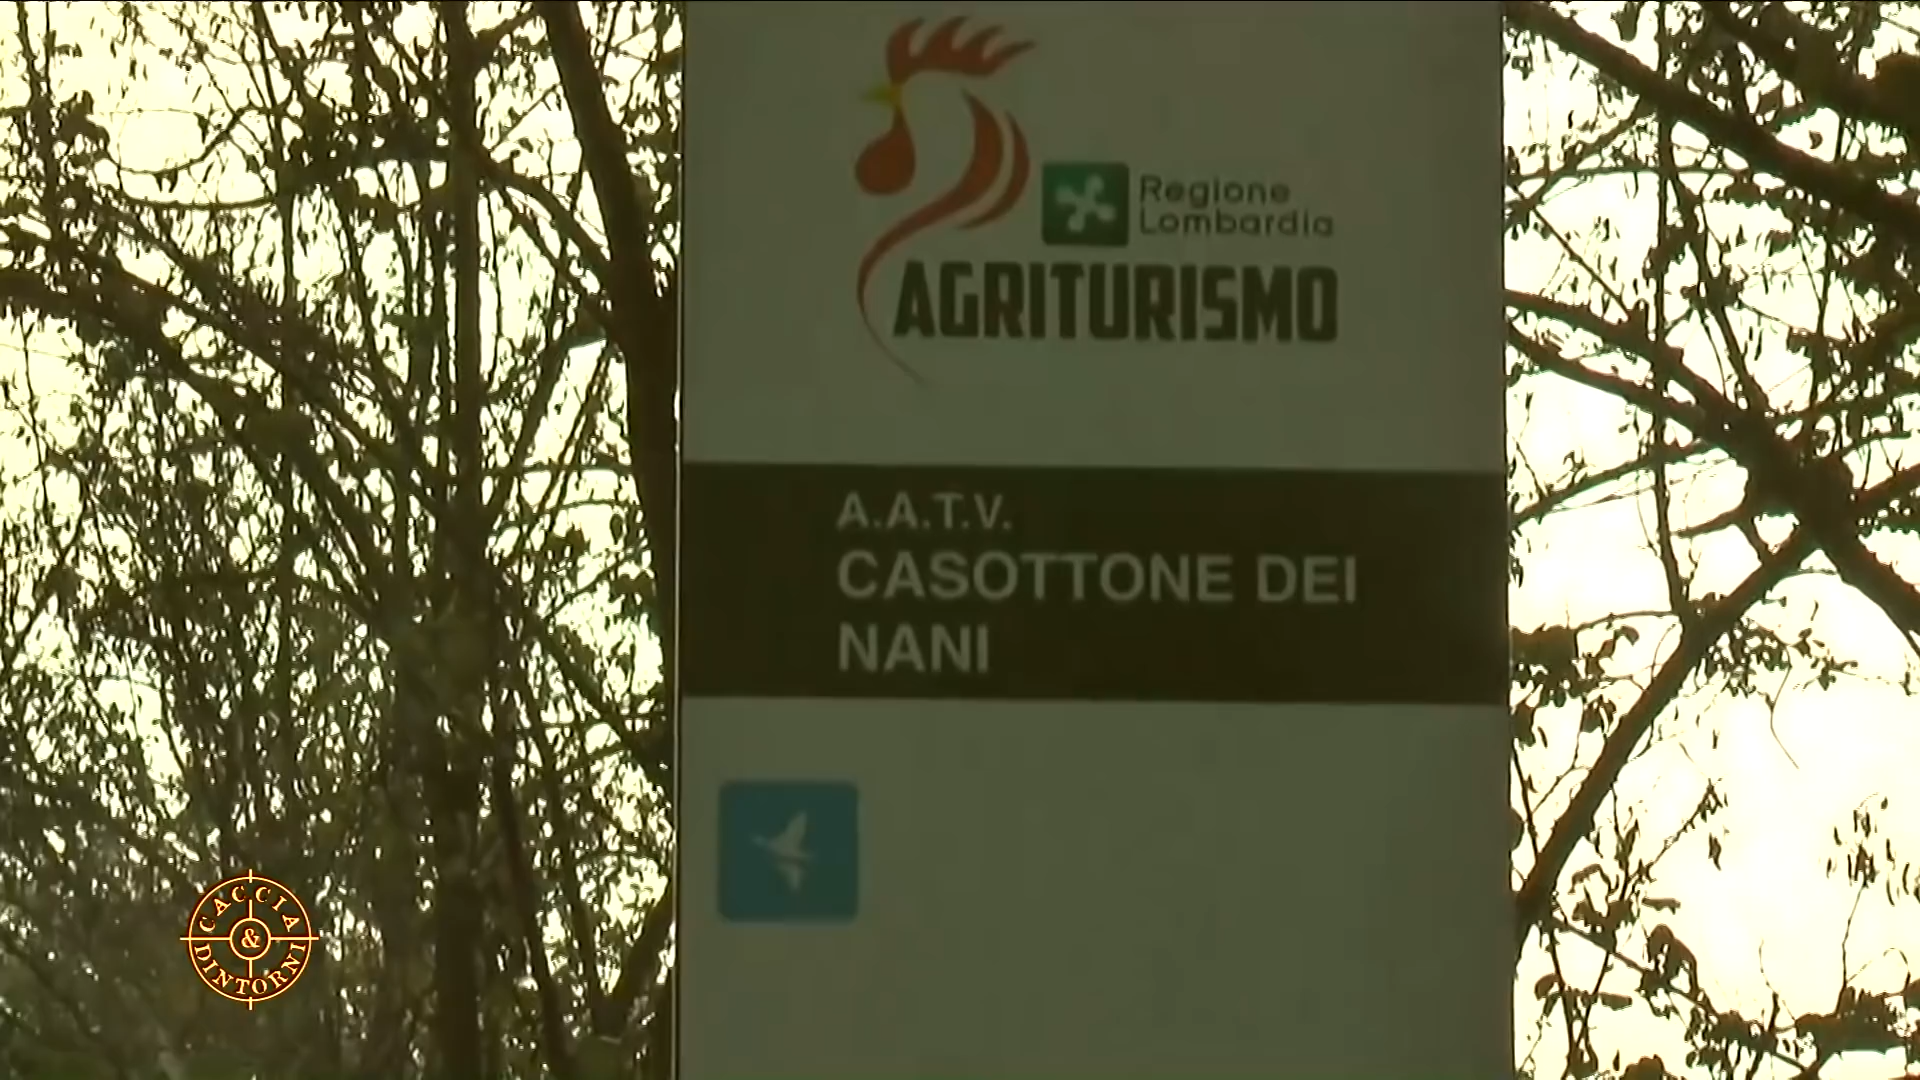 Regione
Lombardia
AGRITURISMO
A.A.T.V.
CASOTTONE DEI
NANI
CACCIA
&
DINTORNI